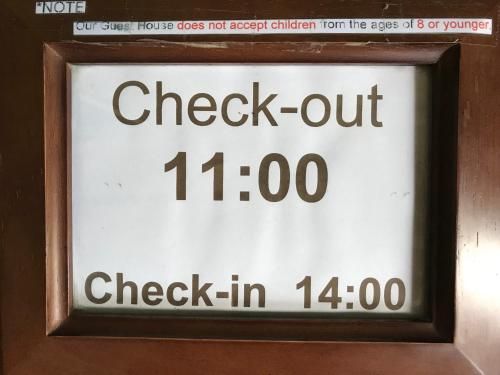 *NOTE
Our Guest House does not accept children from the ages of 8 or younger
Check-out
11:00
Check-in 14:00